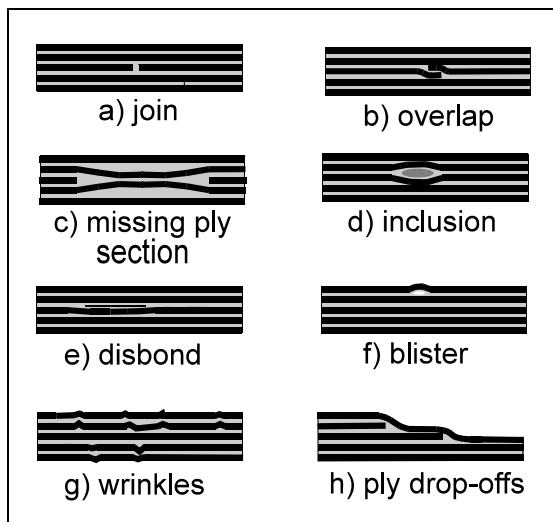 a) join
b) overlap
c) missing ply
section
d) inclusion
e) disbond
f) blister
g) wrinkles
h) ply drop-offs